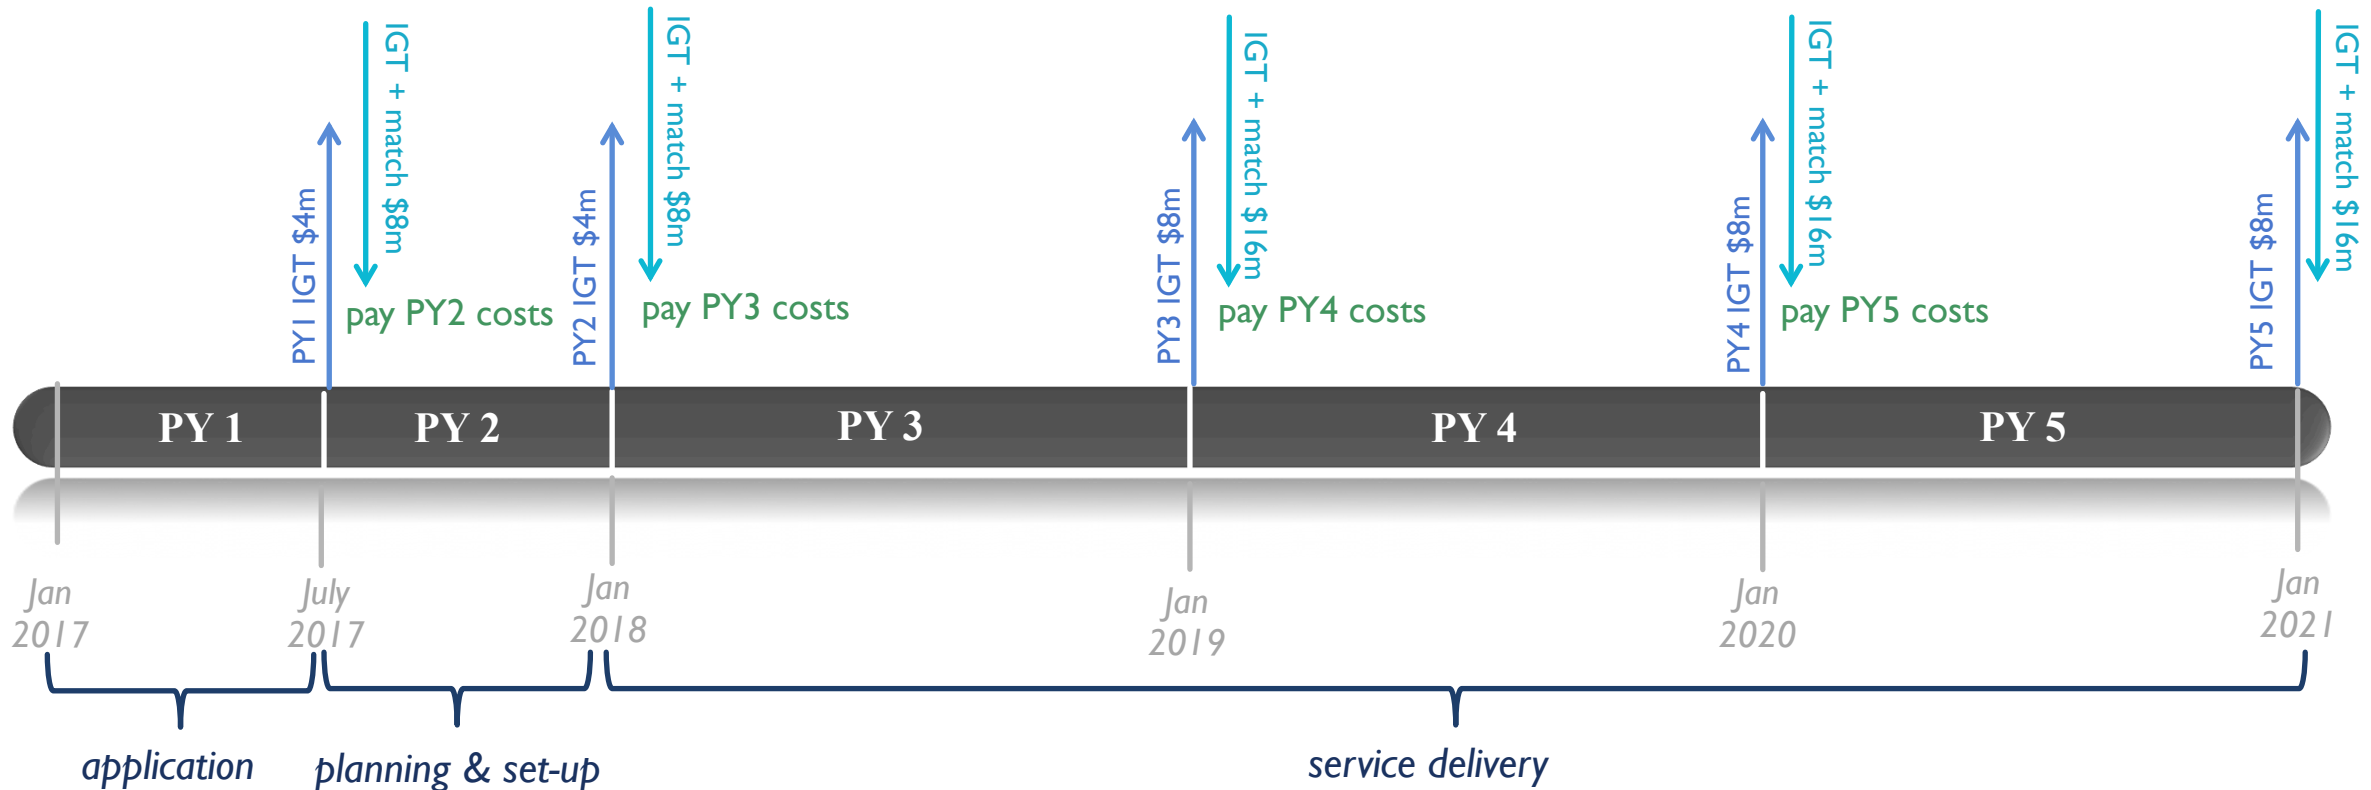 PY1 IGT $4m
IGT + match $8m
pay PY2 costs
PY2 IGT $4m
IGT + match $8m
pay PY3 costs
PY3 IGT $8m
IGT + match $16m
pay PY4 costs
PY4 IGT $8m
IGT + match $16m
pay PY5 costs
PY5 IGT $8m
IGT + match $16m
PY 1
PY 2
PY 3
PY 4
PY 5
Jan
2017
July
2017
Jan
2018
Jan
2019
Jan
2020
Jan
2021
application
planning & set-up
service delivery